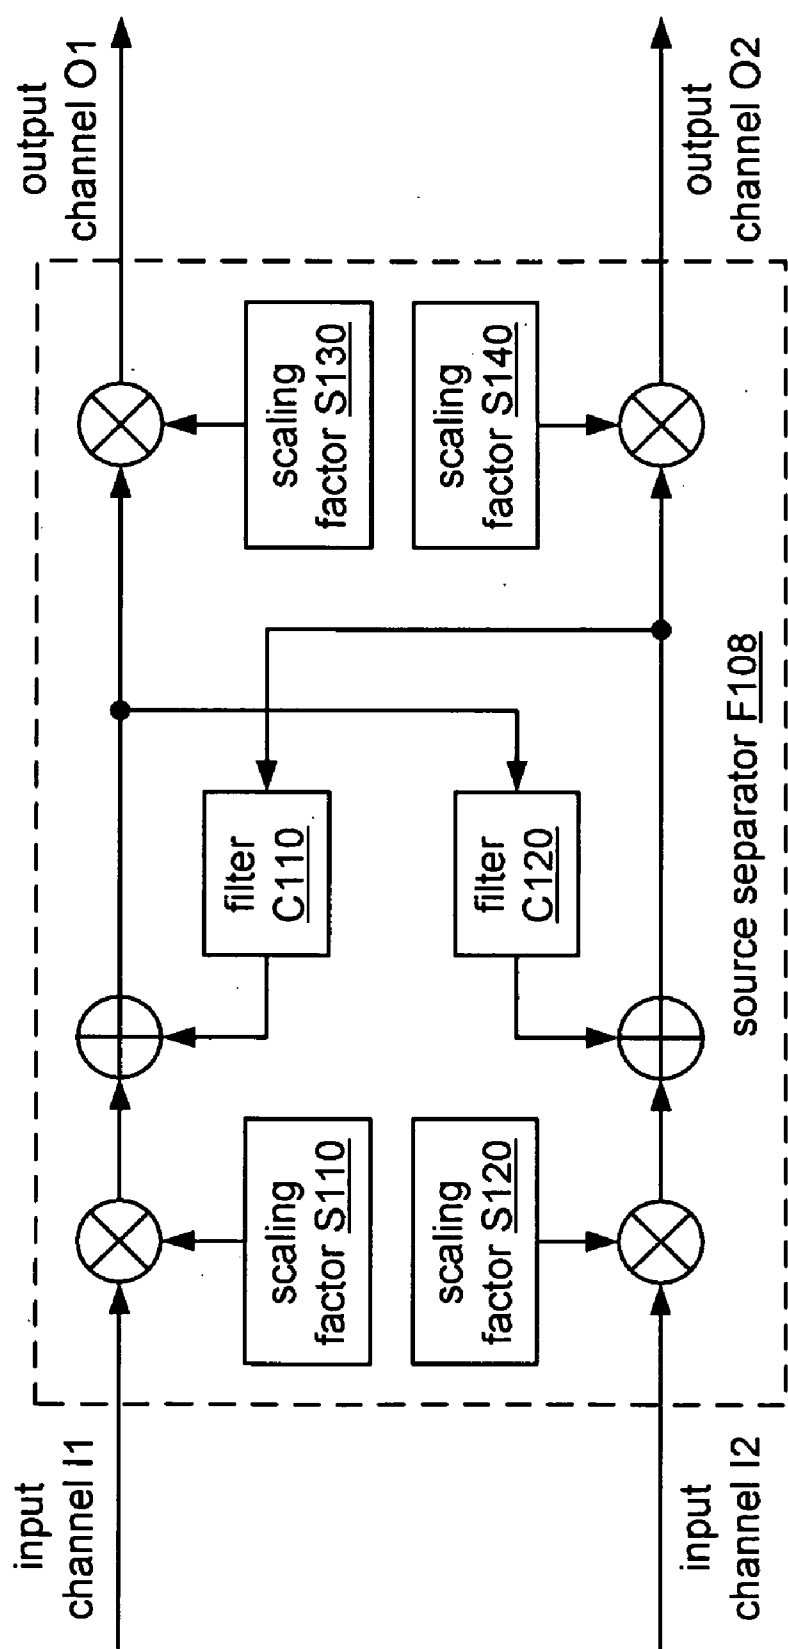 input
channel I1
scaling
factor S110
filter
C110
scaling
factor S130
output
channel O1
input
channel I2
scaling
factor S120
filter
C120
scaling
factor S140
output
channel O2
source separator F108